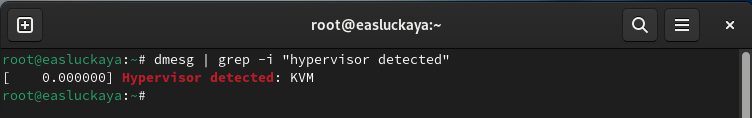 root@easluckaya:~
root@easluckaya:~# dmesg | grep -i "hypervisor detected"
[    0.000000] Hypervisor detected: KVM
root@easluckaya:~#